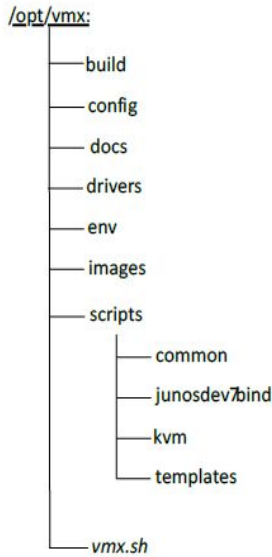 /opt/vmx:
build
config
docs
drivers
env
images
scripts
common
junosdev7bind
kvm
templates
vmx.sh